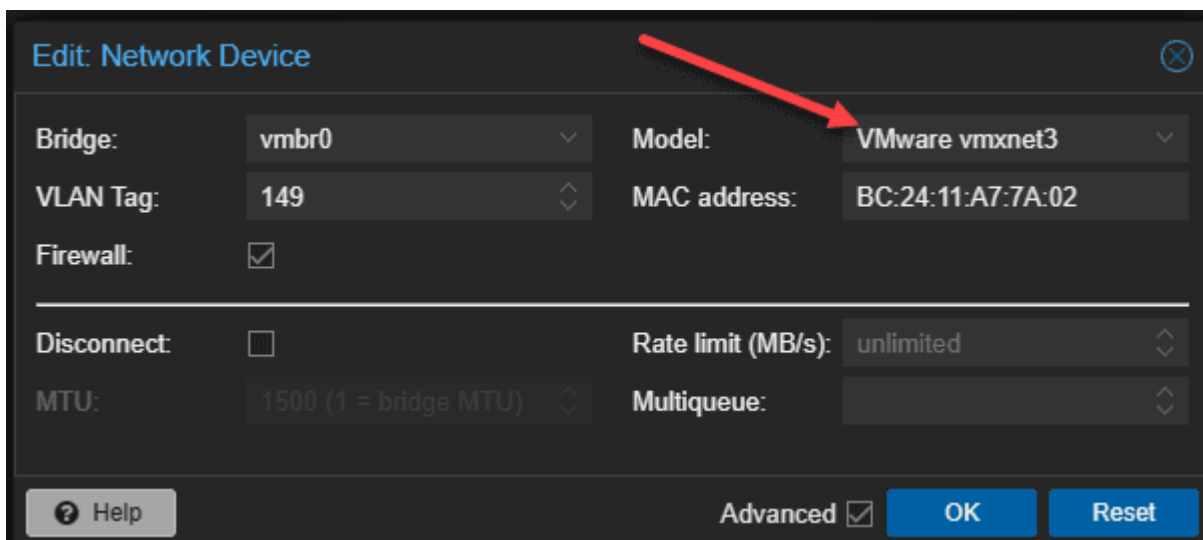 Edit: Network Device
Bridge: vmbr0 Model: VMware vmxnet3
VLAN Tag: 149 MAC address: BC:24:11:A7:7A:02
Firewall:
Disconnect: Rate limit (MB/s): unlimited
MTU: 1500 (1 = bridge MTU) Multiqueue:
Help Advanced OK Reset